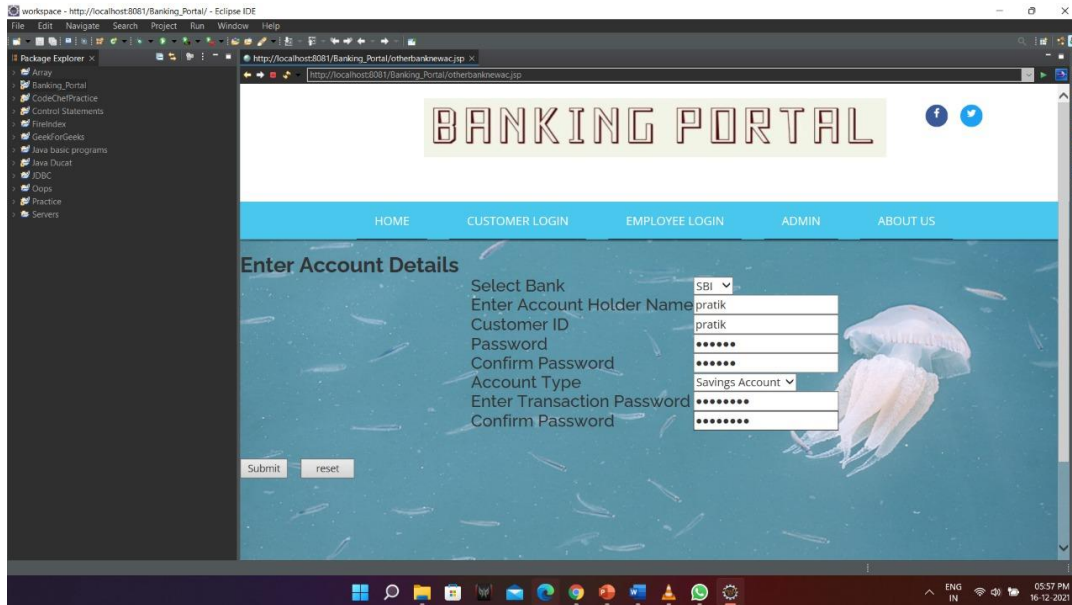 workspace - http://localhost:8081/Banking_Portal/ - Eclipse IDE
File Edit Navigate Search Project Run Window Help
Package Explorer
http://localhost:8081/Banking_Portal/otherbanknewac.jsp
http://localhost:8081/Banking_Portal/otherbanknewac.jsp
Array
Banking_Portal
CodeChefPractice
Control Statements
FireIndex
GeekForGeeks
Java basic programs
Java Ducat
JDBC
Oops
Practice
Servers
BANKING PORTAL
HOME CUSTOMER LOGIN EMPLOYEE LOGIN ADMIN ABOUT US
Enter Account Details
Select Bank SBI
Enter Account Holder Name pratik
Customer ID pratik
Password ••••••
Confirm Password ••••••
Account Type Savings Account
Enter Transaction Password ••••••••
Confirm Password ••••••••
Submit reset
ENG
IN
05:57 PM
16-12-2021